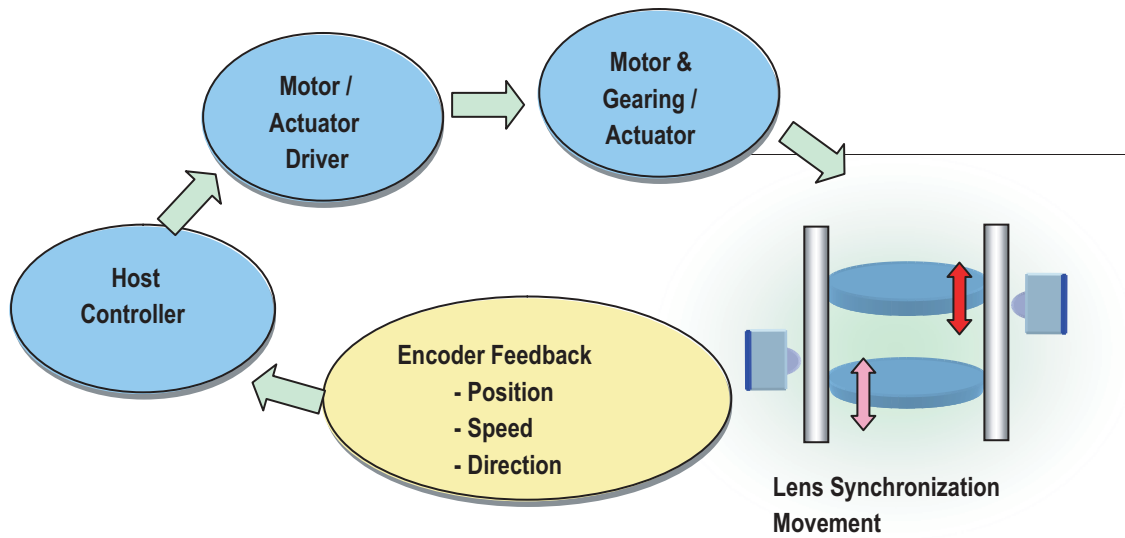 Motor /
Actuator
Driver
Motor &
Gearing /
Actuator
Host
Controller
Encoder Feedback
- Position
- Speed
- Direction
Lens Synchronization
Movement